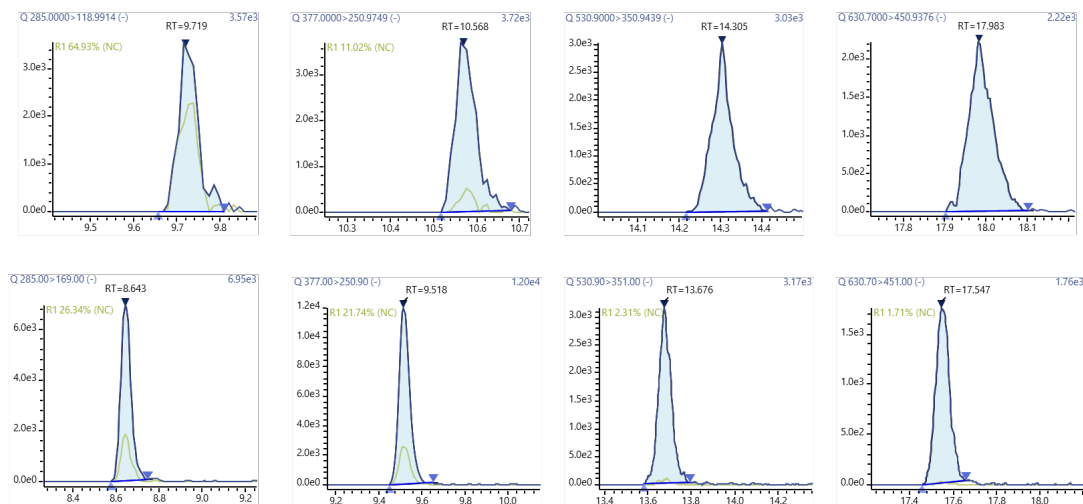 Q 285.0000>118.9914 (-) 3.57e3
RT=9.719
R1 64.93% (NC)
3.0e3
2.0e3
1.0e3
0.0e0
9.5 9.6 9.7 9.8
Q 377.0000>250.9749 (-) 3.72e3
RT=10.568
R1 11.02% (NC)
3.0e3
2.0e3
1.0e3
0.0e0
10.3 10.4 10.5 10.6 10.7
Q 530.9000>350.9439 (-) 3.03e3
RT=14.305
3.0e3
2.5e3
2.0e3
1.5e3
1.0e3
5.0e2
0.0e0
14.1 14.2 14.3 14.4
Q 630.7000>450.9376 (-) 2.22e3
RT=17.983
2.0e3
1.5e3
1.0e3
5.0e2
0.0e0
17.8 17.9 18.0 18.1
Q 285.00>169.00 (-) 6.95e3
RT=8.643
R1 26.34% (NC)
6.0e3
4.0e3
2.0e3
0.0e0
8.4 8.6 8.8 9.0 9.2
Q 377.00>250.90 (-) 1.20e4
RT=9.518
R1 21.74% (NC)
1.2e4
1.0e4
8.0e3
6.0e3
4.0e3
2.0e3
0.0e0
9.2 9.4 9.6 9.8 10.0
Q 530.90>351.00 (-) 3.17e3
RT=13.676
R1 2.31% (NC)
3.0e3
2.5e3
2.0e3
1.5e3
1.0e3
5.0e2
0.0e0
13.4 13.6 13.8 14.0 14.2
Q 630.70>451.00 (-) 1.76e3
RT=17.547
R1 1.71% (NC)
1.5e3
1.0e3
5.0e2
0.0e0
17.4 17.6 17.8 18.0